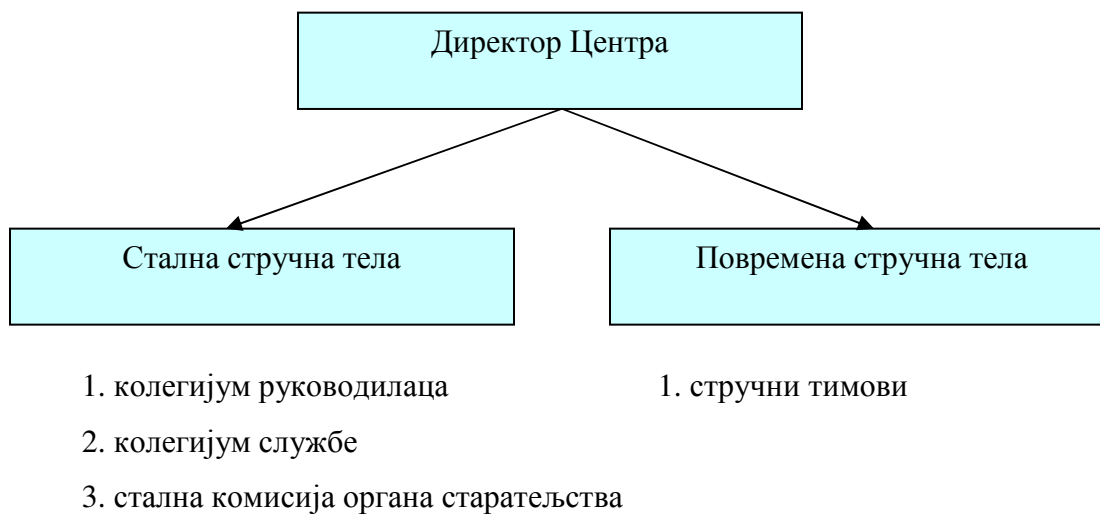 Директор Центра
Стална стручна тела
Повремена стручна тела
1. колегијум руководилаца
2. колегијум службе
3. стална комисија органа старатељства
1. стручни тимови